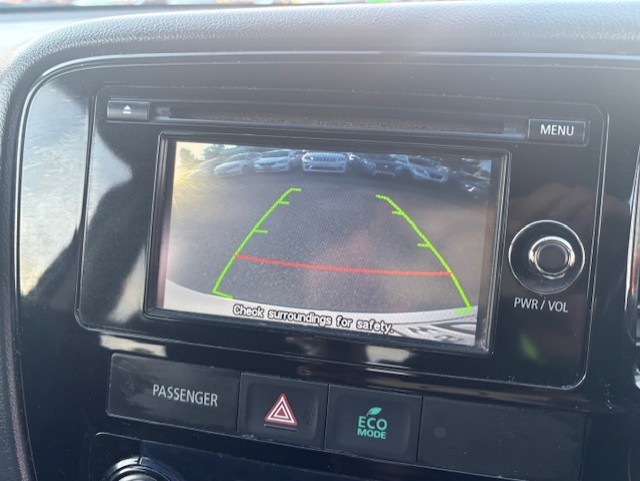 MENU
Check surroundings for safety.
PWR / VOL
PASSENGER
ECO
MODE